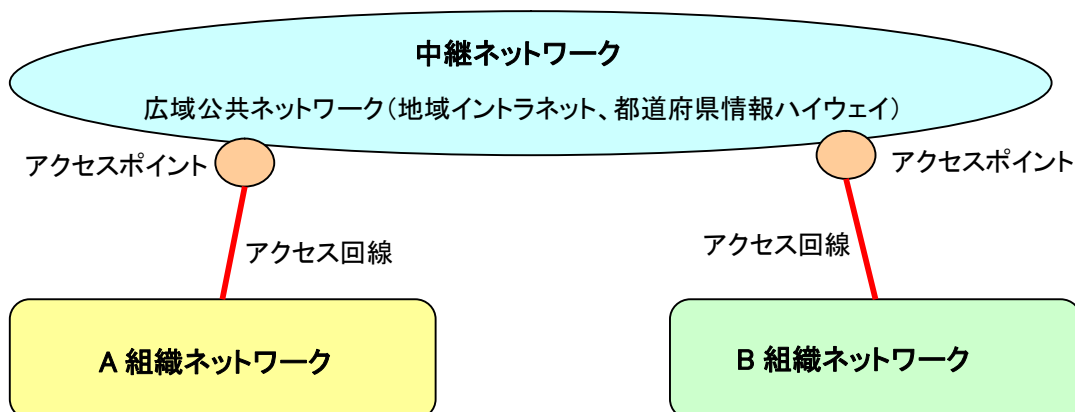 中継ネットワーク
広域公共ネットワーク（地域イントラネット、都道府県情報ハイウェイ）
アクセスポイント
アクセスポイント
アクセス回線
アクセス回線
A 組織ネットワーク
B 組織ネットワーク